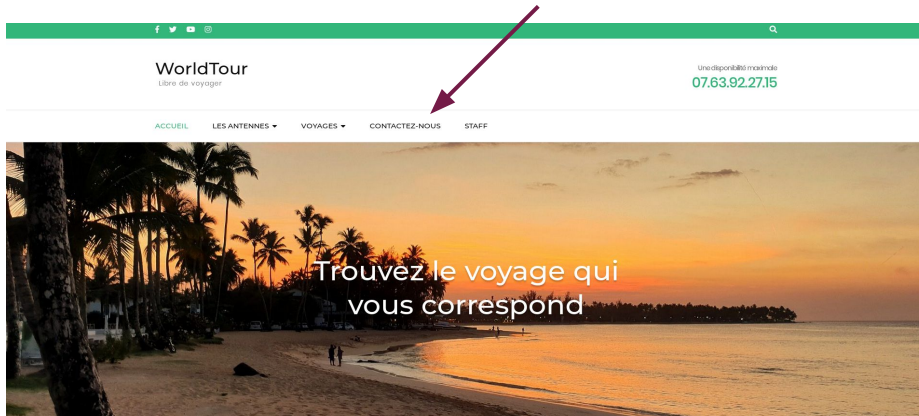 WorldTour
Libre de voyager
Une disponibilité maximale
07.63.92.27.15
ACCUEIL LES ANTENNES VOYAGES CONTACTEZ-NOUS STAFF
Trouvez le voyage qui
vous correspond